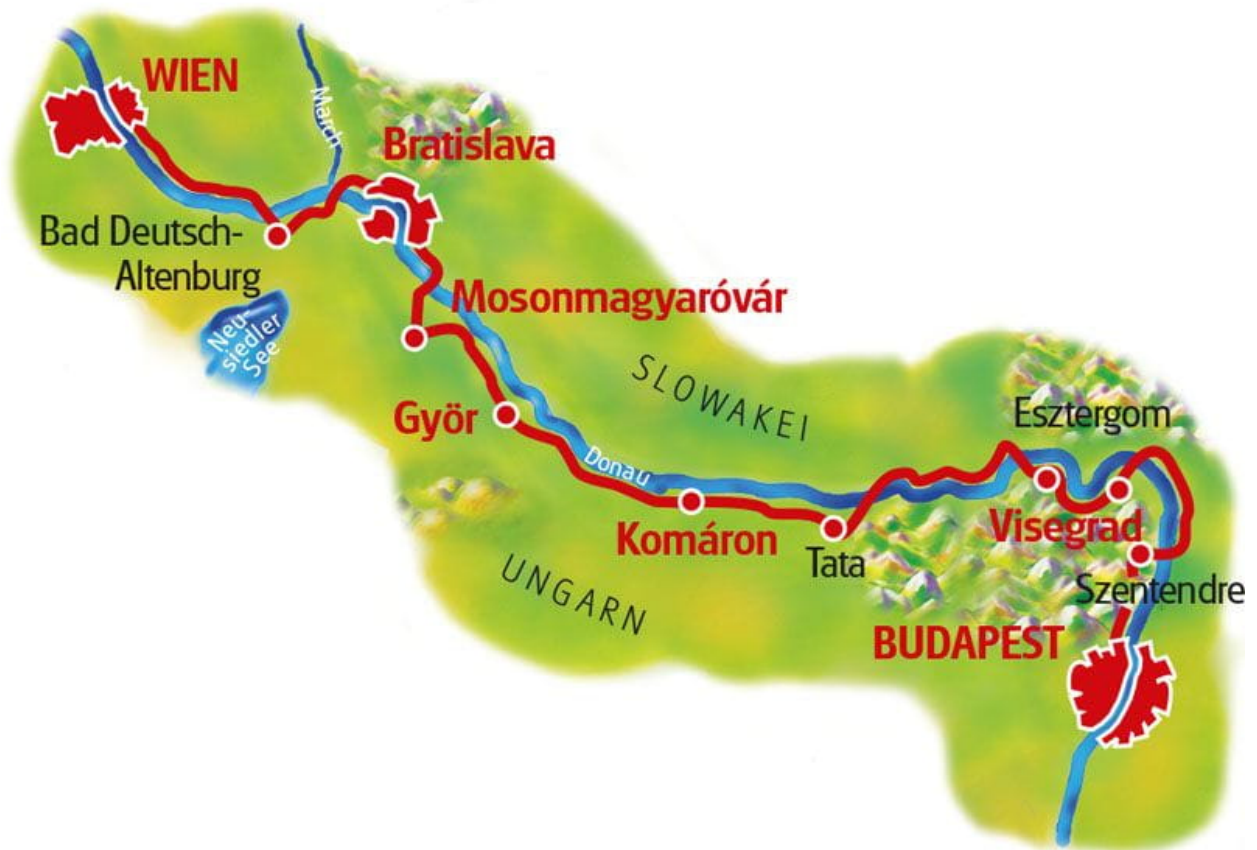 WIEN
March
Bratislava
Bad Deutsch-
Altenburg
Mosonmagyaróvár
Neu-
siedler
See
SLOWAKEI
Györ
Esztergom
Donau
Komáron
Visegrad
Tata
UNGARN
Szentendre
BUDAPEST